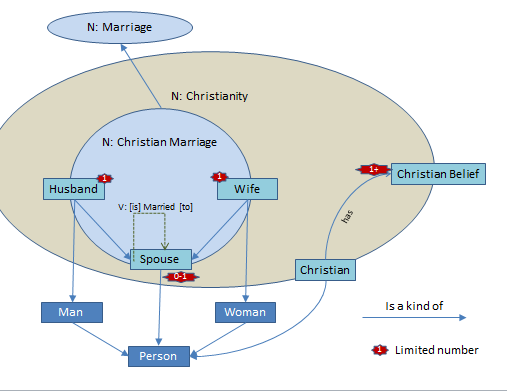 N: Marriage
N: Christianity
N: Christian Marriage
1+
Christian Belief
1
1
Husband
Wife
V: [is] Married [to]
has
Spouse
Christian
0-1
Man
Woman
Is a kind of
Person
1
Limited number